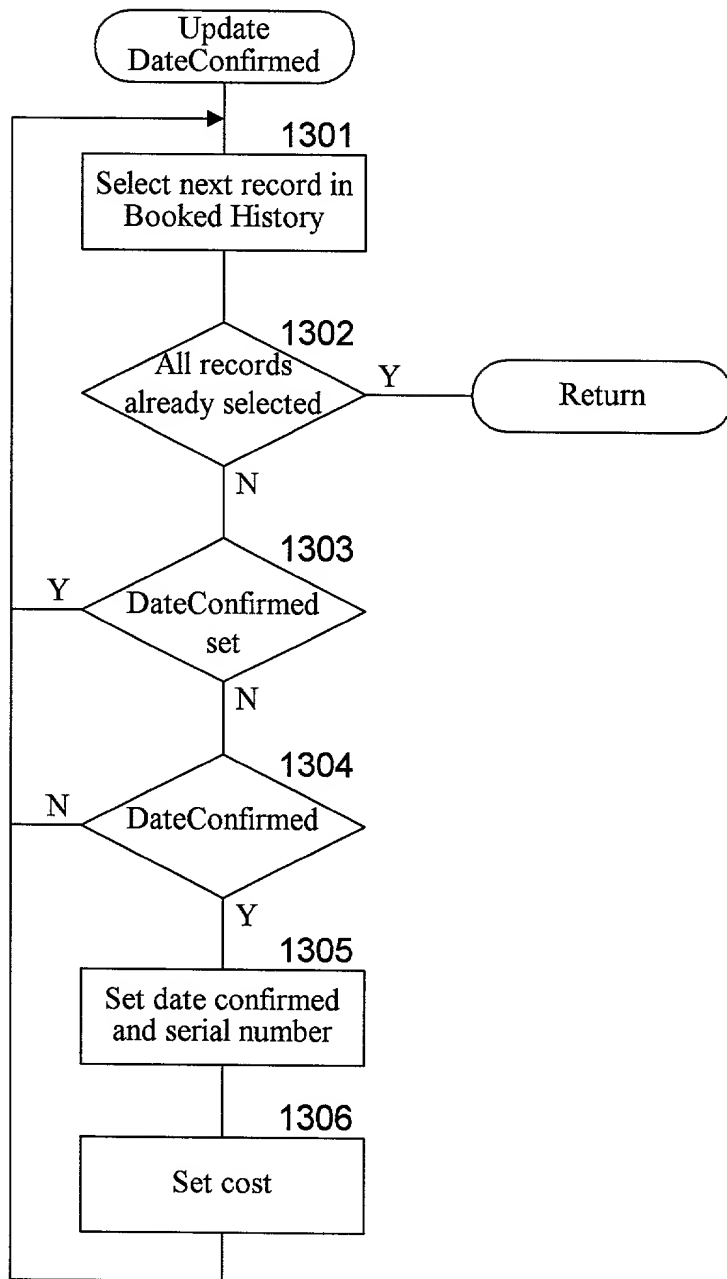 Update
DateConfirmed
1301
Select next record in
Booked History
1302
All records
already selected
Y
Return
N
1303
Y
DateConfirmed
set
N
1304
N
DateConfirmed
Y
1305
Set date confirmed
and serial number
1306
Set cost